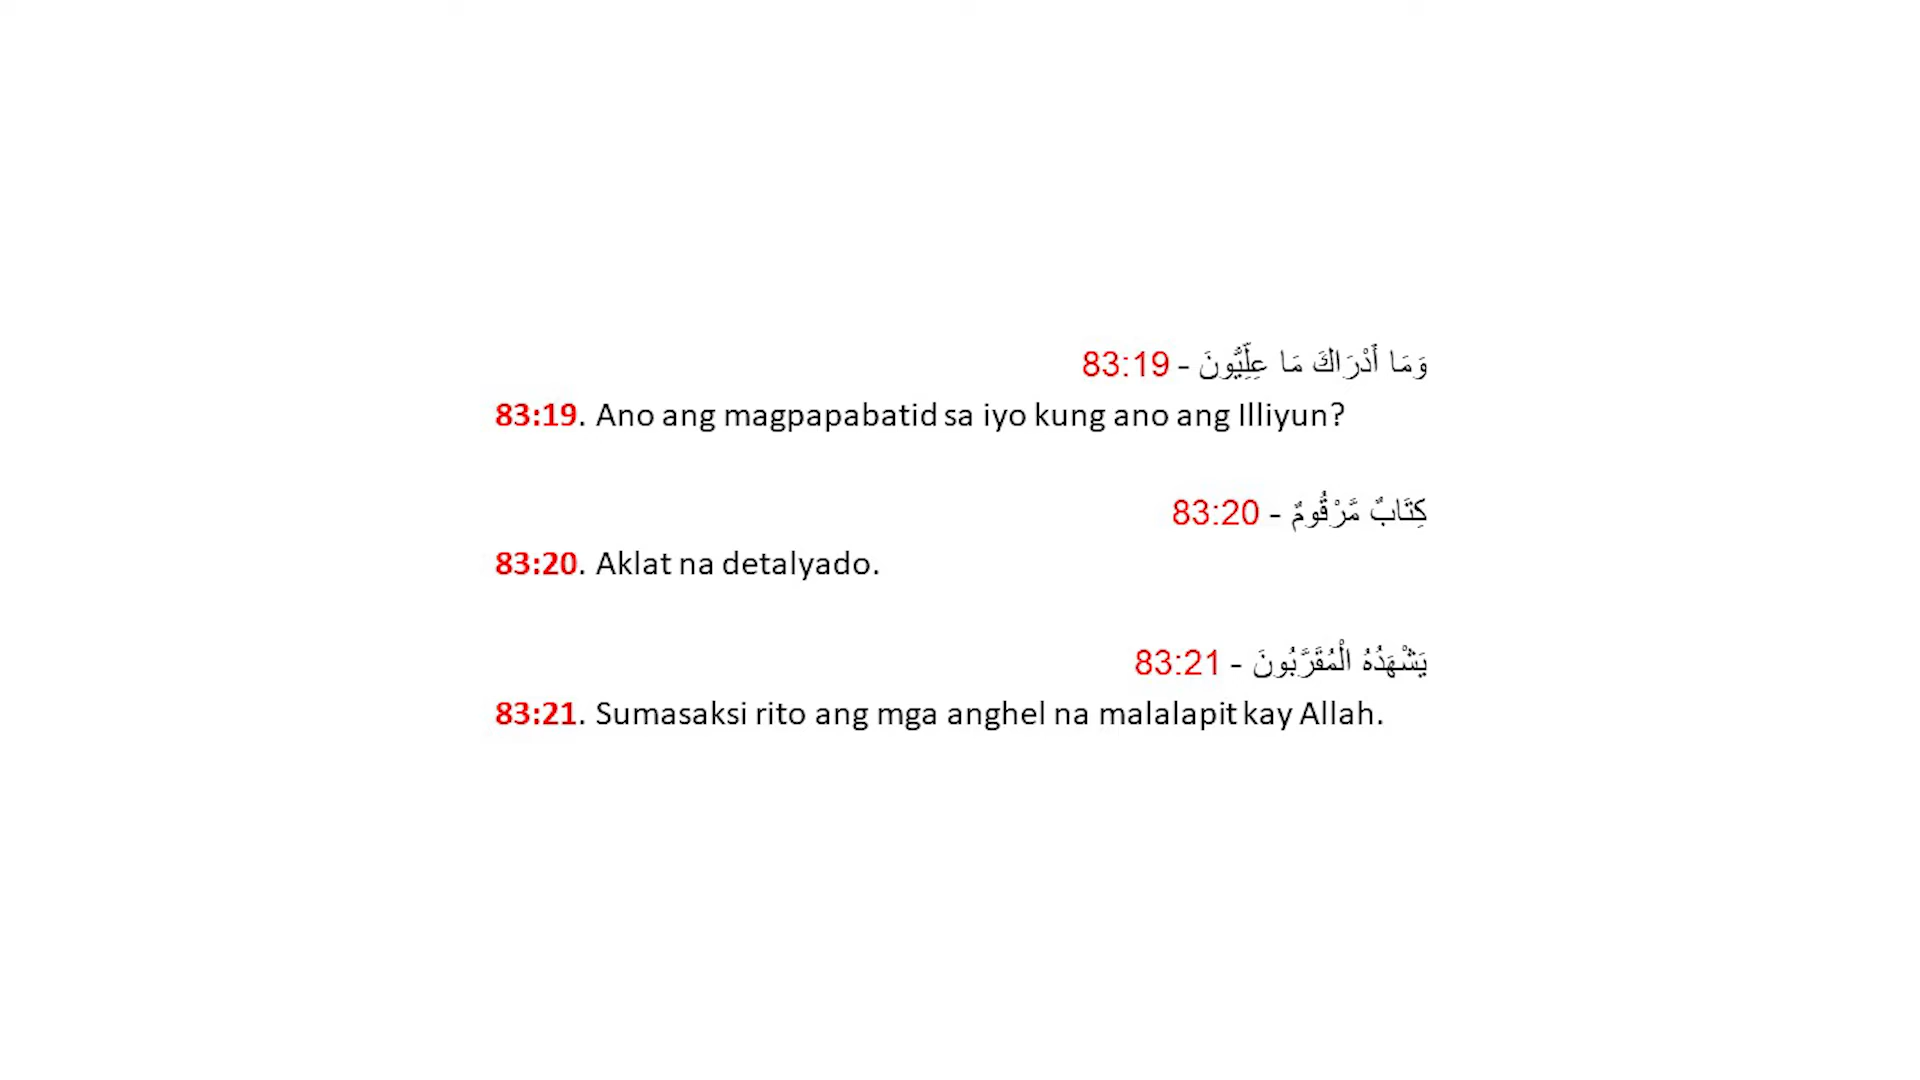 وَمَا أَدْرَاكَ مَا عِلِّيُّونَ - 83:19
83:19. Ano ang magpapabatid sa iyo kung ano ang Illiyun?
كِتَابٌ مَّرْقُومٌ - 83:20
83:20. Aklat na detalyado.
يَشْهَدُهُ الْمُقَرَّبُونَ - 83:21
83:21. Sumasaksi rito ang mga anghel na malalapit kay Allah.